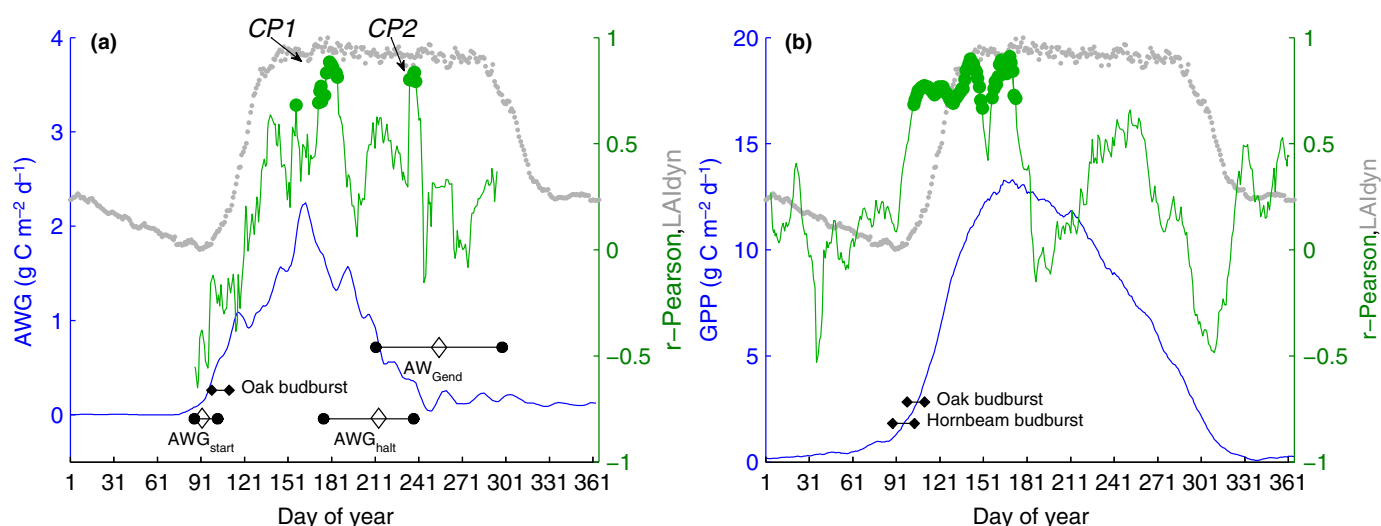 (a)
CP1
CP2
4
3
2
1
0
AWG (g C m–2 d–1)
1
0.5
0
–0.5
–1
r–Pearson,LAIdyn
Oak budburst
AWGstart
AWGhalt
AWGend
1 31 61 91 121 151 181 211 241 271 301 331 361
Day of year
(b)
20
15
10
5
0
GPP (g C m–2 d–1)
1
0.5
0
–0.5
–1
r–Pearson,LAIdyn
Oak budburst
Hornbeam budburst
1 31 61 91 121 151 181 211 241 271 301 331 361
Day of year